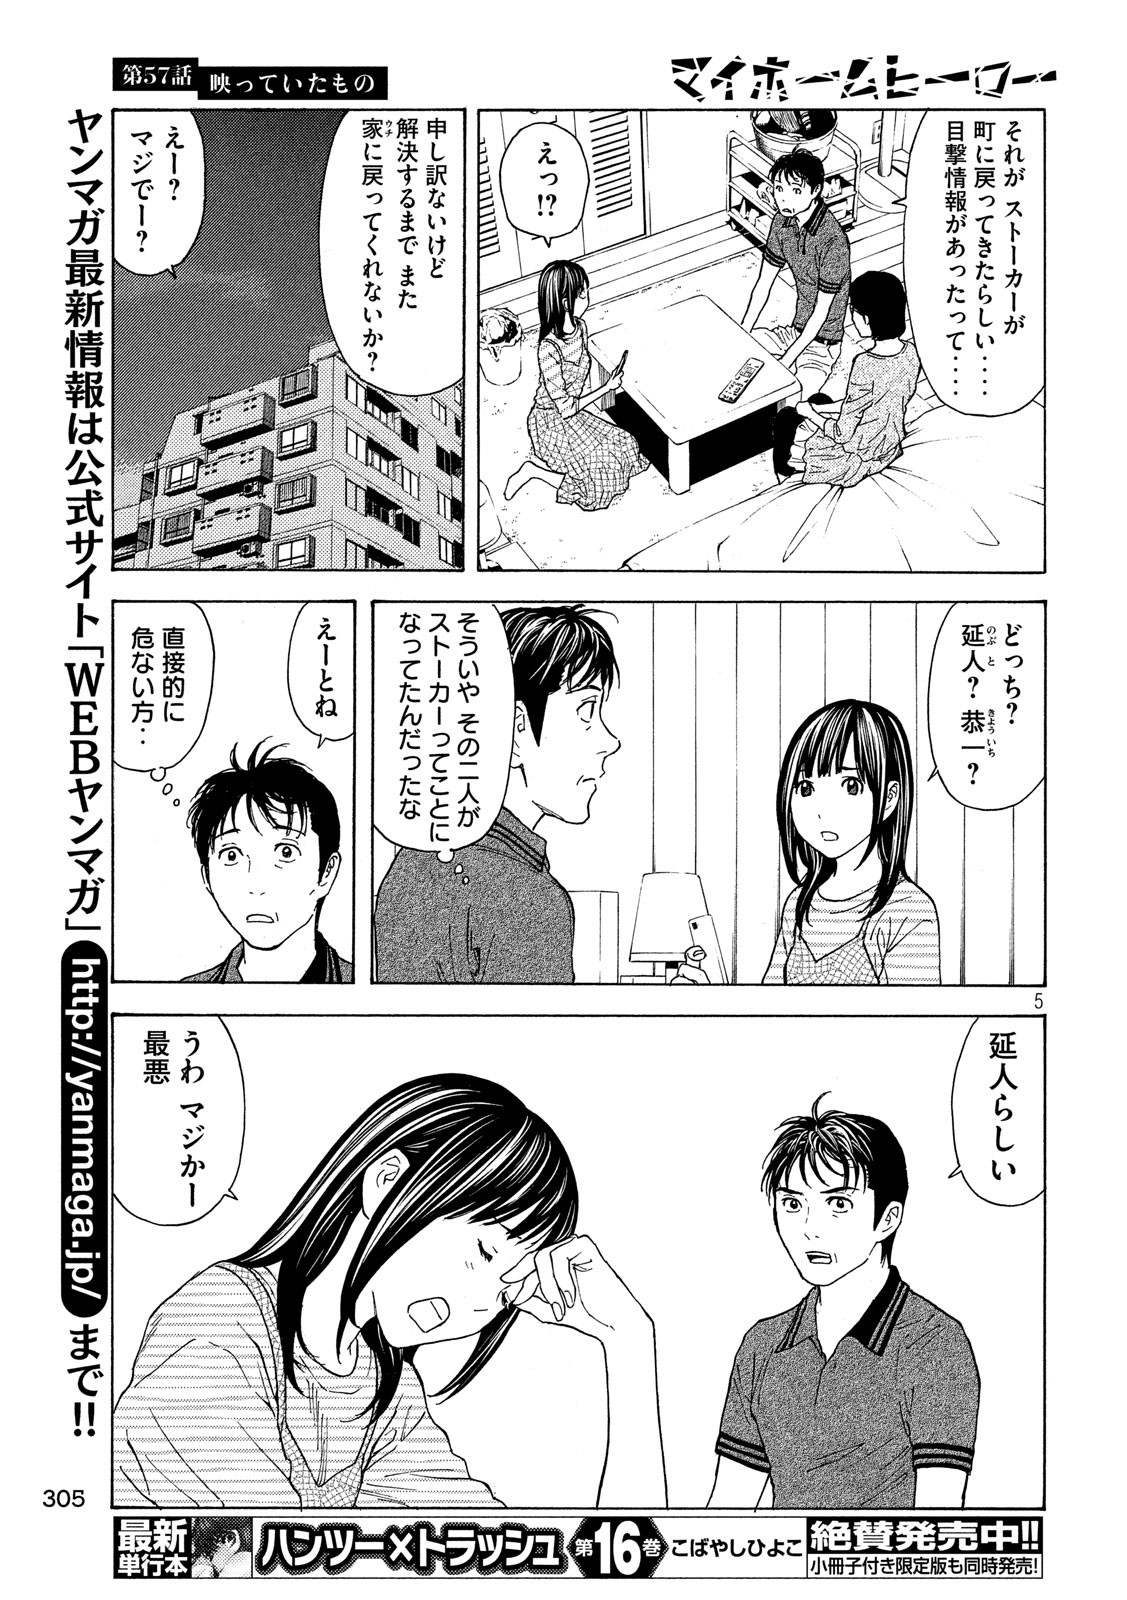 第57話
映っていたもの
マイホームヒーロー
それが ストーカーが
町に戻ってきたらしい‥‥
目撃情報があったって‥‥
えっ!?
申し訳ないけど
解決するまで また
家に戻ってくれないか?
ウチ
えー?
マジでー?
どっちー?
延人? 恭一?
のぶと
きょういち
そういや その二人が
ストーカーってことに
なってたんだったな
えーとね
直接的に
危ない方‥
5
延人らしい
うわ マジかー
最悪
ヤンマガ最新情報は公式サイト「WEBヤンマガ」http://yanmaga.jp/まで!!
305
最新
単行本
ハンツー×トラッシュ
第16巻
こばやしひよこ
絶賛発売中!!
小冊子付き限定版も同時発売!